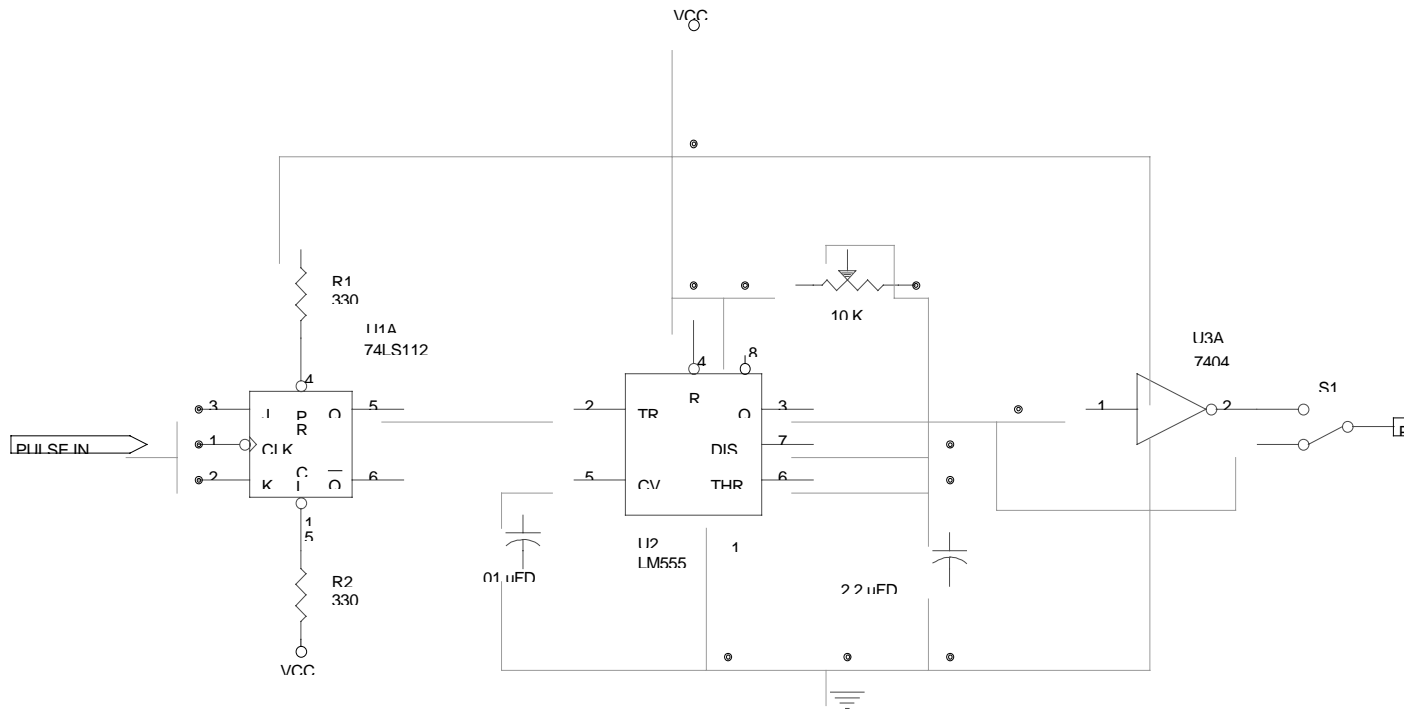 VCC
R1
330
U1A
74LS112
10 K
U3A
7404
S1
4
8
4
3
J
P
R
Q
5
2
TR
R
Q
3
1
2
PULSE IN
1
CLK
DIS
7
2
K
C
L
Q
6
5
CV
THR
6
1
5
U2
LM555
1
.01 uFD
2.2 uFD
R2
330
VCC